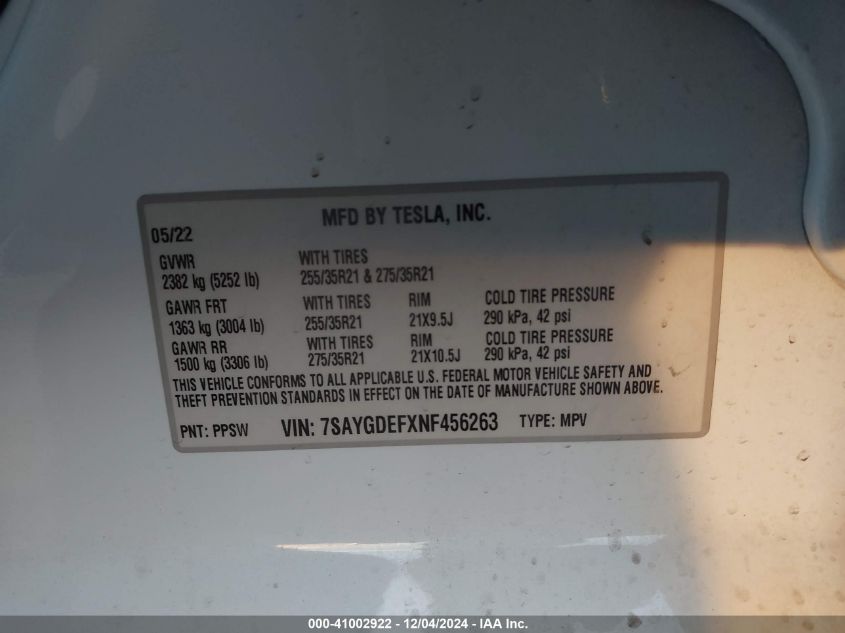 MFD BY TESLA, INC.
05/22
GVWR WITH TIRES
2382 kg (5252 lb) 255/35R21 & 275/35R21
GAWR FRT WITH TIRES RIM COLD TIRE PRESSURE
1363 kg (3004 lb) 255/35R21 21X9.5J 290 kPa, 42 psi
GAWR RR WITH TIRES RIM COLD TIRE PRESSURE
1500 kg (3306 lb) 275/35R21 21X10.5J 290 kPa, 42 psi
THIS VEHICLE CONFORMS TO ALL APPLICABLE U.S. FEDERAL MOTOR VEHICLE SAFETY AND
THEFT PREVENTION STANDARDS IN EFFECT ON THE DATE OF MANUFACTURE SHOWN ABOVE.
PNT: PPSW VIN: 7SAYGDEFXNF456263 TYPE: MPV
000-41002922 - 12/04/2024 - IAA Inc.